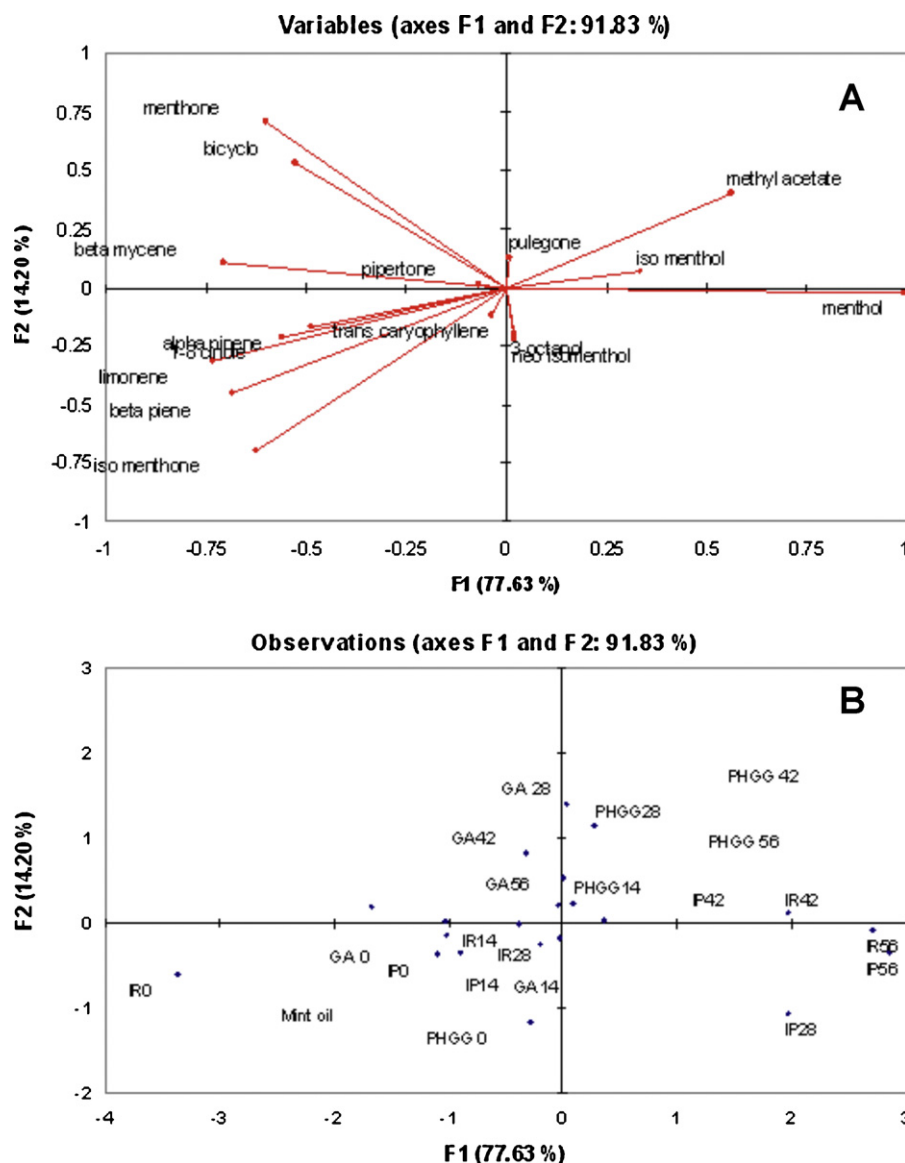 Variables (axes F1 and F2: 91.83 %)
A
1
0.75
0.5
0.25
0
-0.25
-0.5
-0.75
-1
F2 (14.20 %)
menthone
bicyclo
methyl acetate
beta mycene
pulegone
iso menthol
pipertone
menthol
trans caryophyllene
alpha pinene
3-octanol
neo isomenthol
limonene
beta piene
iso menthone
-1 -0.75 -0.5 -0.25 0 0.25 0.5 0.75 1
F1 (77.63 %)
Observations (axes F1 and F2: 91.83 %)
B
3
2
1
0
-1
-2
F2 (14.20 %)
PHGG 42
GA 28
PHGG28
GA42
PHGG 56
GA56
PHGG14
IP42 IR42
IR14
IR28
IR56
GA 0
IP0
IP56
IR0
IP14 GA 14
Mint oil
IP28
PHGG 0
-4 -3 -2 -1 0 1 2 3
F1 (77.63 %)